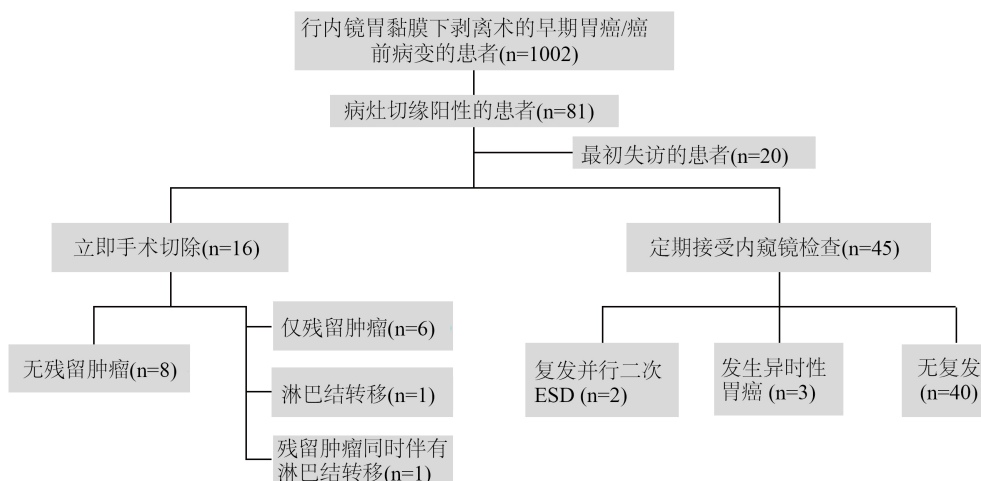 行内镜胃黏膜下剥离术的早期胃癌/癌
前病变的患者(n=1002)
病灶切缘阳性的患者(n=81)
最初失访的患者(n=20)
立即手术切除(n=16)
定期接受内窥镜检查(n=45)
无残留肿瘤(n=8)
仅残留肿瘤(n=6)
淋巴结转移(n=1)
残留肿瘤同时伴有
淋巴结转移(n=1)
复发并行二次
ESD (n=2)
发生异时性
胃癌(n=3)
无复发
(n=40)